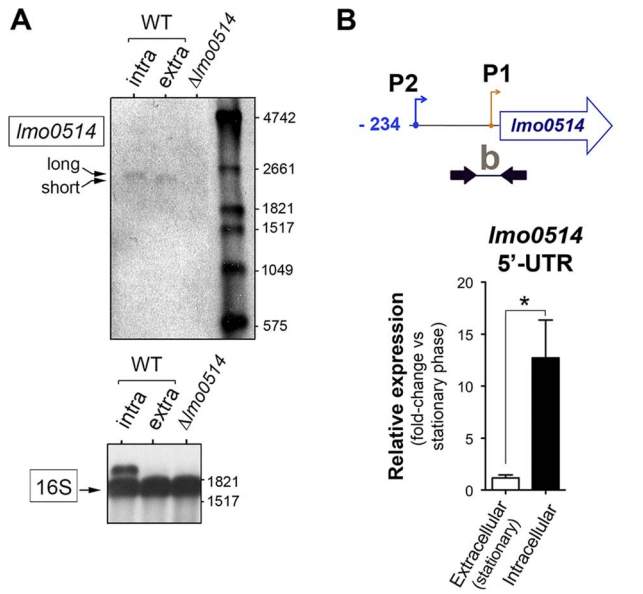 A
WT
intra
extra
Δlmo0514
lmo0514
long
short
4742
2661
1821
1517
1049
575
WT
intra
extra
Δlmo0514
16S
1821
1517
B
P2
P1
- 234
lmo0514
b
lmo0514
5'-UTR
Relative expression
(fold-change vs
stationary phase)
20
15
10
5
0
*
Extracellular
(stationary)
Intracellular